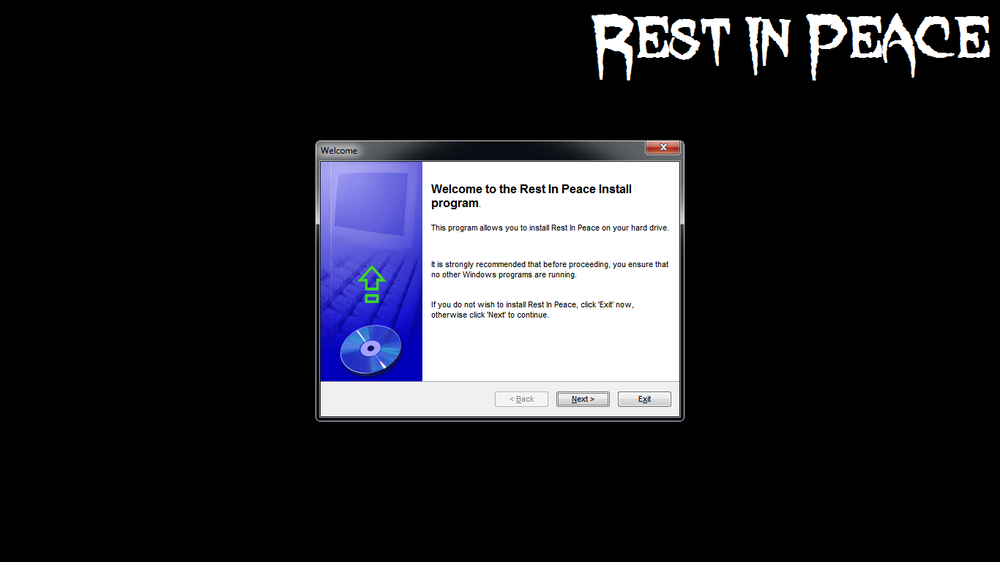 Rest in Peace
Welcome
Welcome to the Rest In Peace Install
program.
This program allows you to install Rest In Peace on your hard drive.
It is strongly recommended that before proceeding, you ensure that
no other Windows programs are running.
If you do not wish to install Rest In Peace, click 'Exit' now,
otherwise click 'Next' to continue.
< Back
Next >
Exit